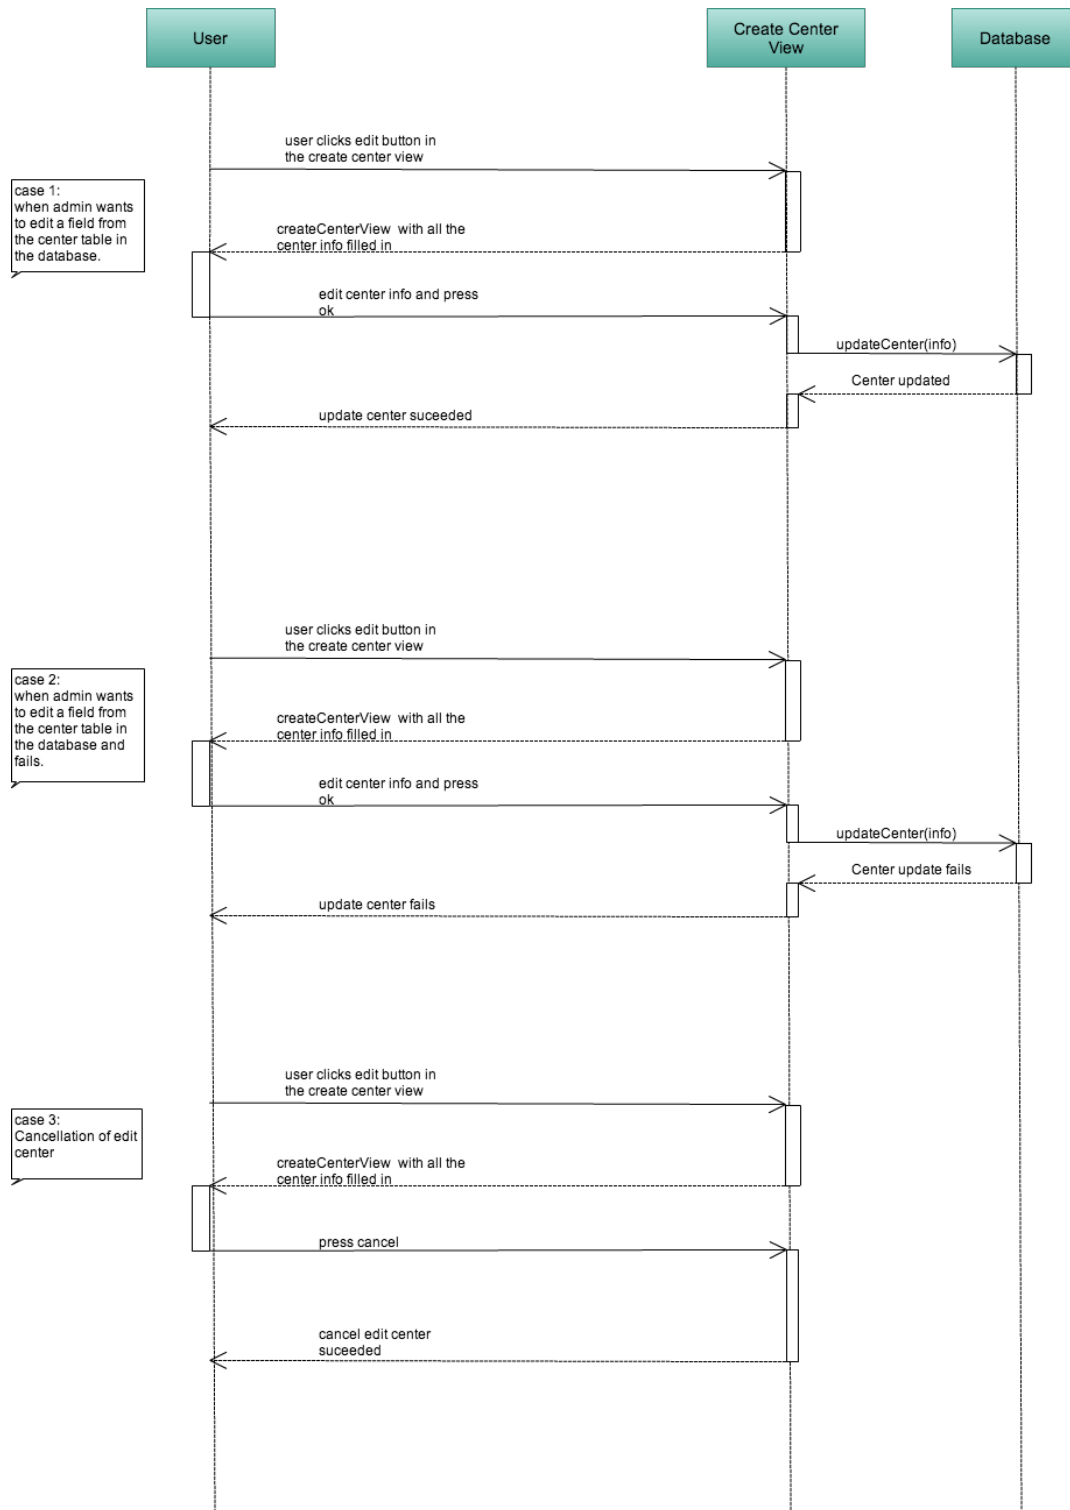 User
Create Center
View
Database
user clicks edit button in
the create center view
case 1:
when admin wants
to edit a field from
the center table in
the database.
createCenterView with all the
center info filled in
edit center info and press
ok
updateCenter(info)
Center updated
update center suceeded
user clicks edit button in
the create center view
case 2:
when admin wants
to edit a field from
the center table in
the database and
fails.
createCenterView with all the
center info filled in
edit center info and press
ok
updateCenter(info)
Center update fails
update center fails
user clicks edit button in
the create center view
case 3:
Cancellation of edit
center
createCenterView with all the
center info filled in
press cancel
cancel edit center
suceeded